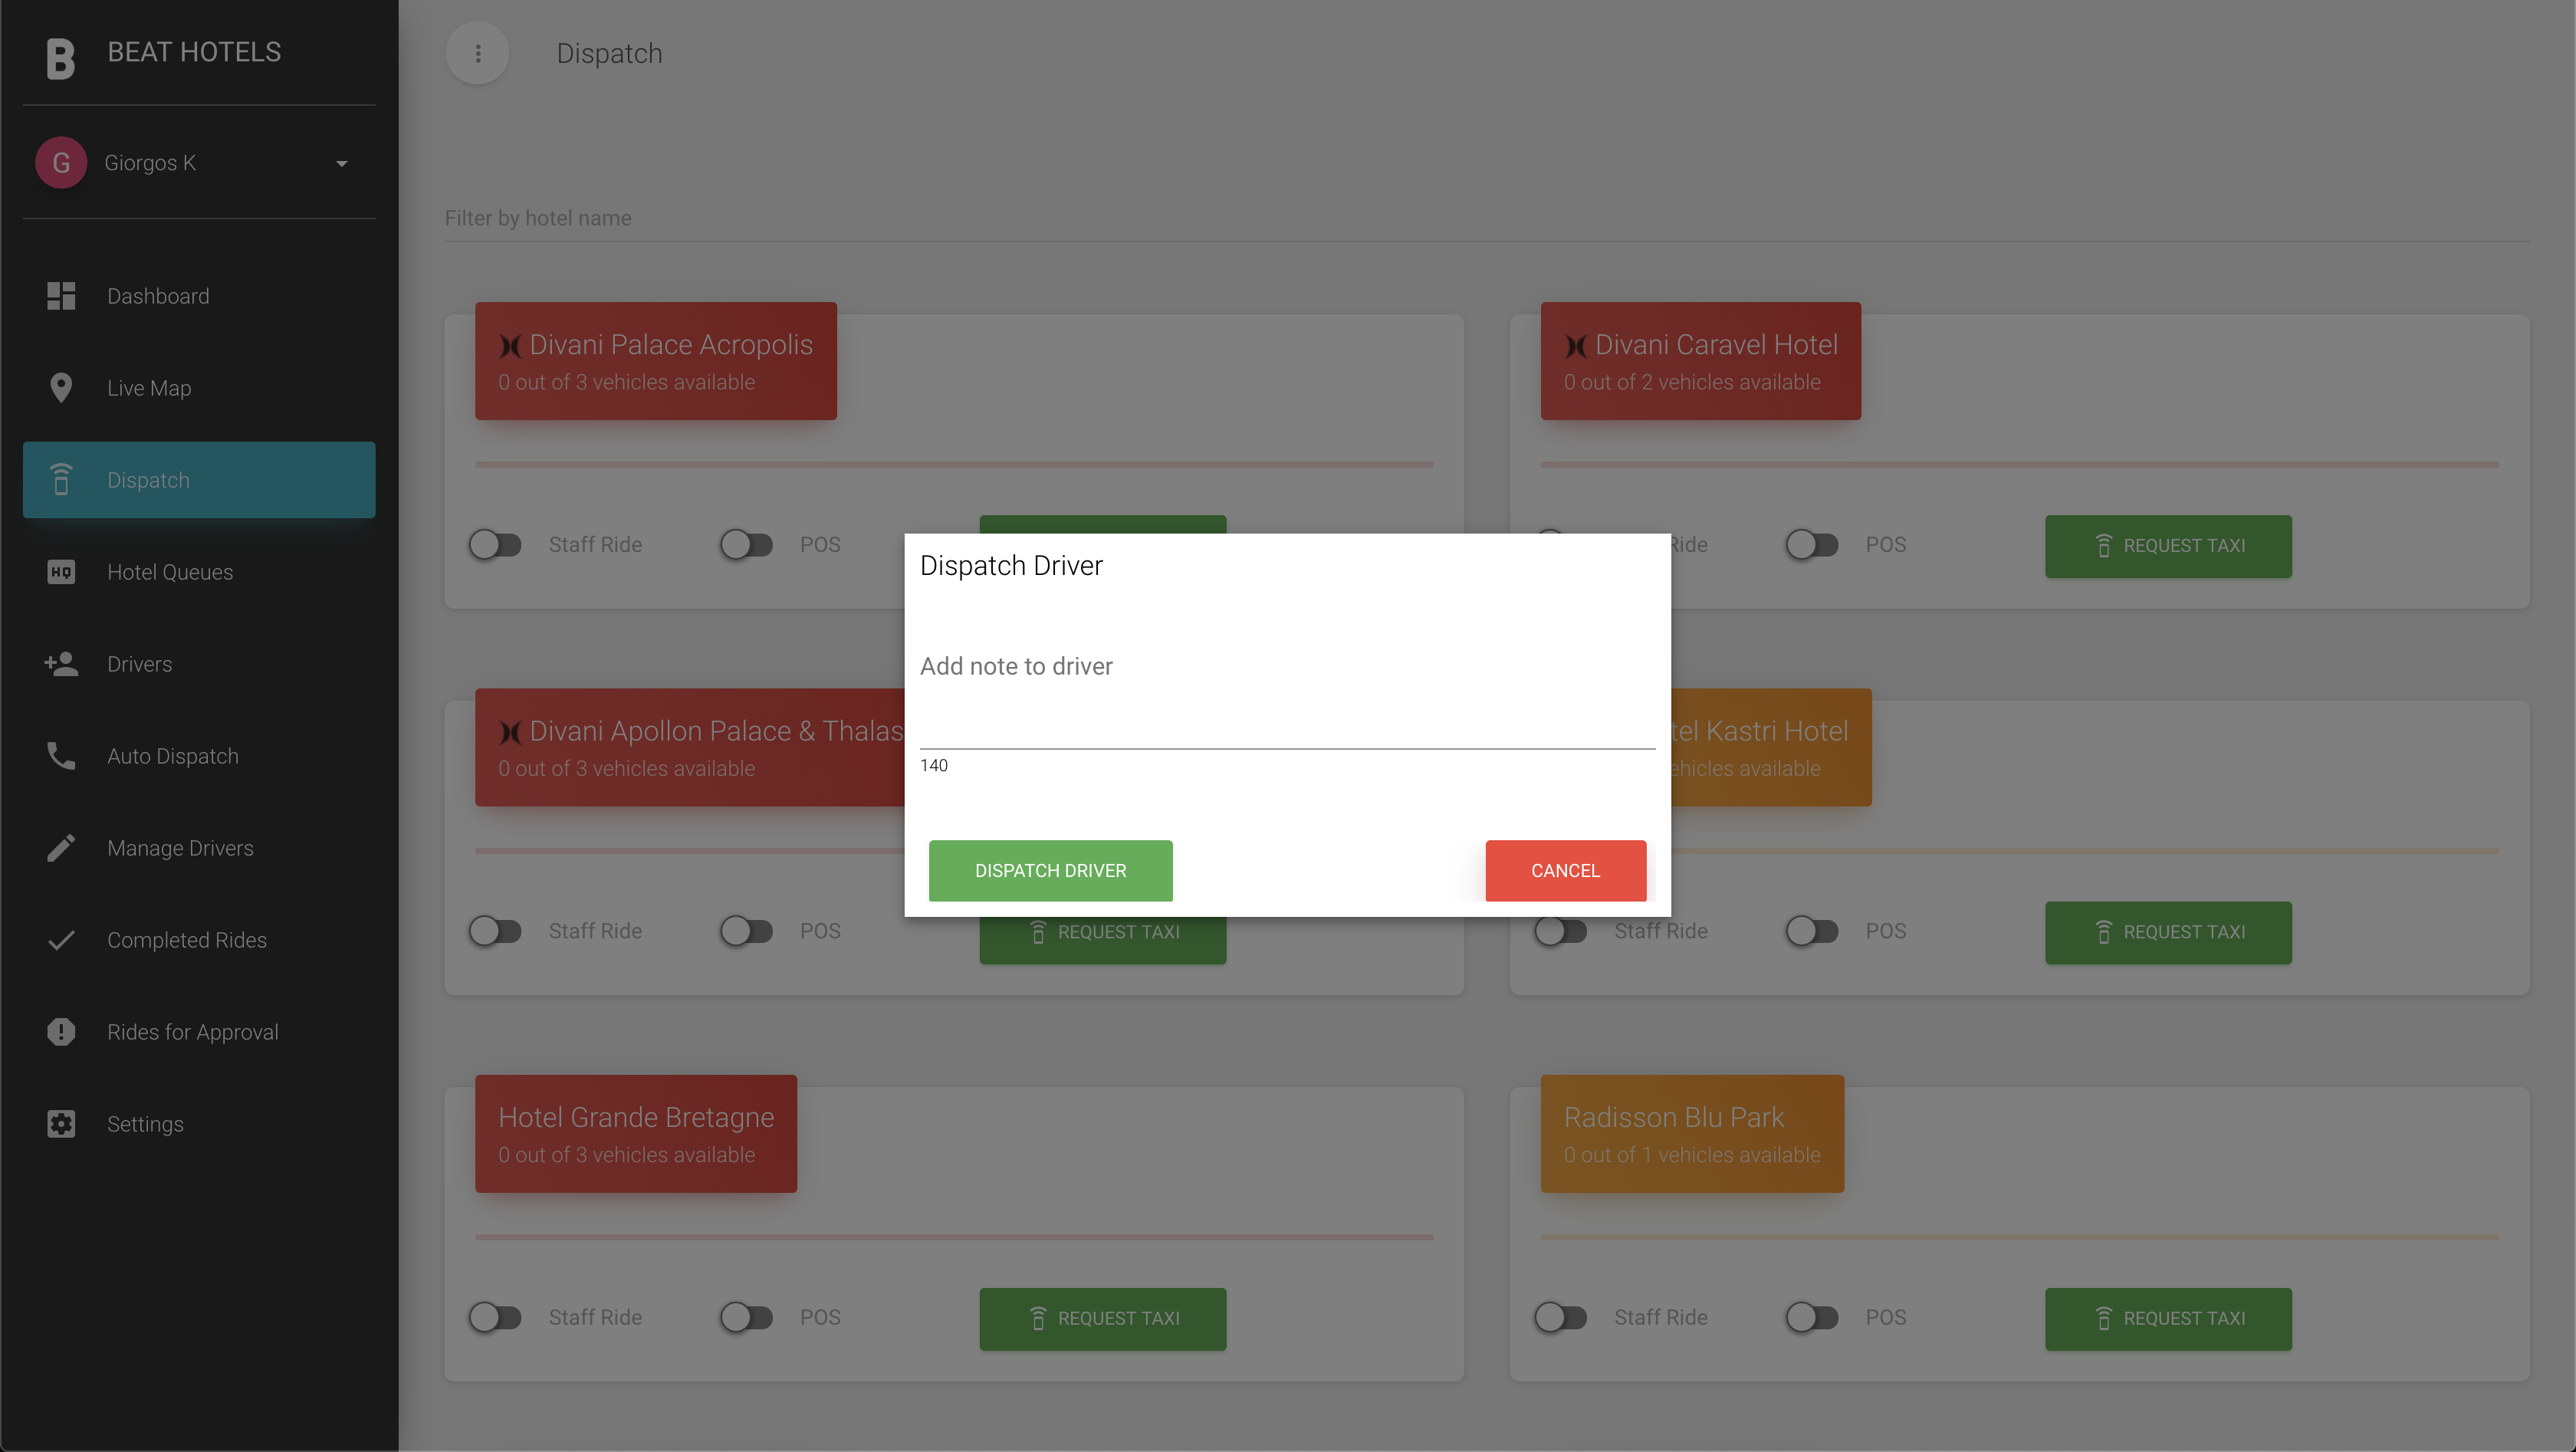 BEAT HOTELS
G Giorgos K
Dashboard
Live Map
Dispatch
HQ Hotel Queues
Drivers
Auto Dispatch
Manage Drivers
Completed Rides
Rides for Approval
Settings
Dispatch
Filter by hotel name
Divani Palace Acropolis
0 out of 3 vehicles available
Staff Ride
POS
Divani Caravel Hotel
0 out of 2 vehicles available
Ride
POS
REQUEST TAXI
Divani Apollon Palace & Thalas
0 out of 3 vehicles available
Staff Ride
POS
REQUEST TAXI
tel Kastri Hotel
ehicles available
Staff Ride
POS
REQUEST TAXI
Hotel Grande Bretagne
0 out of 3 vehicles available
Staff Ride
POS
REQUEST TAXI
Radisson Blu Park
0 out of 1 vehicles available
Staff Ride
POS
REQUEST TAXI
Dispatch Driver
Add note to driver
140
DISPATCH DRIVER
CANCEL